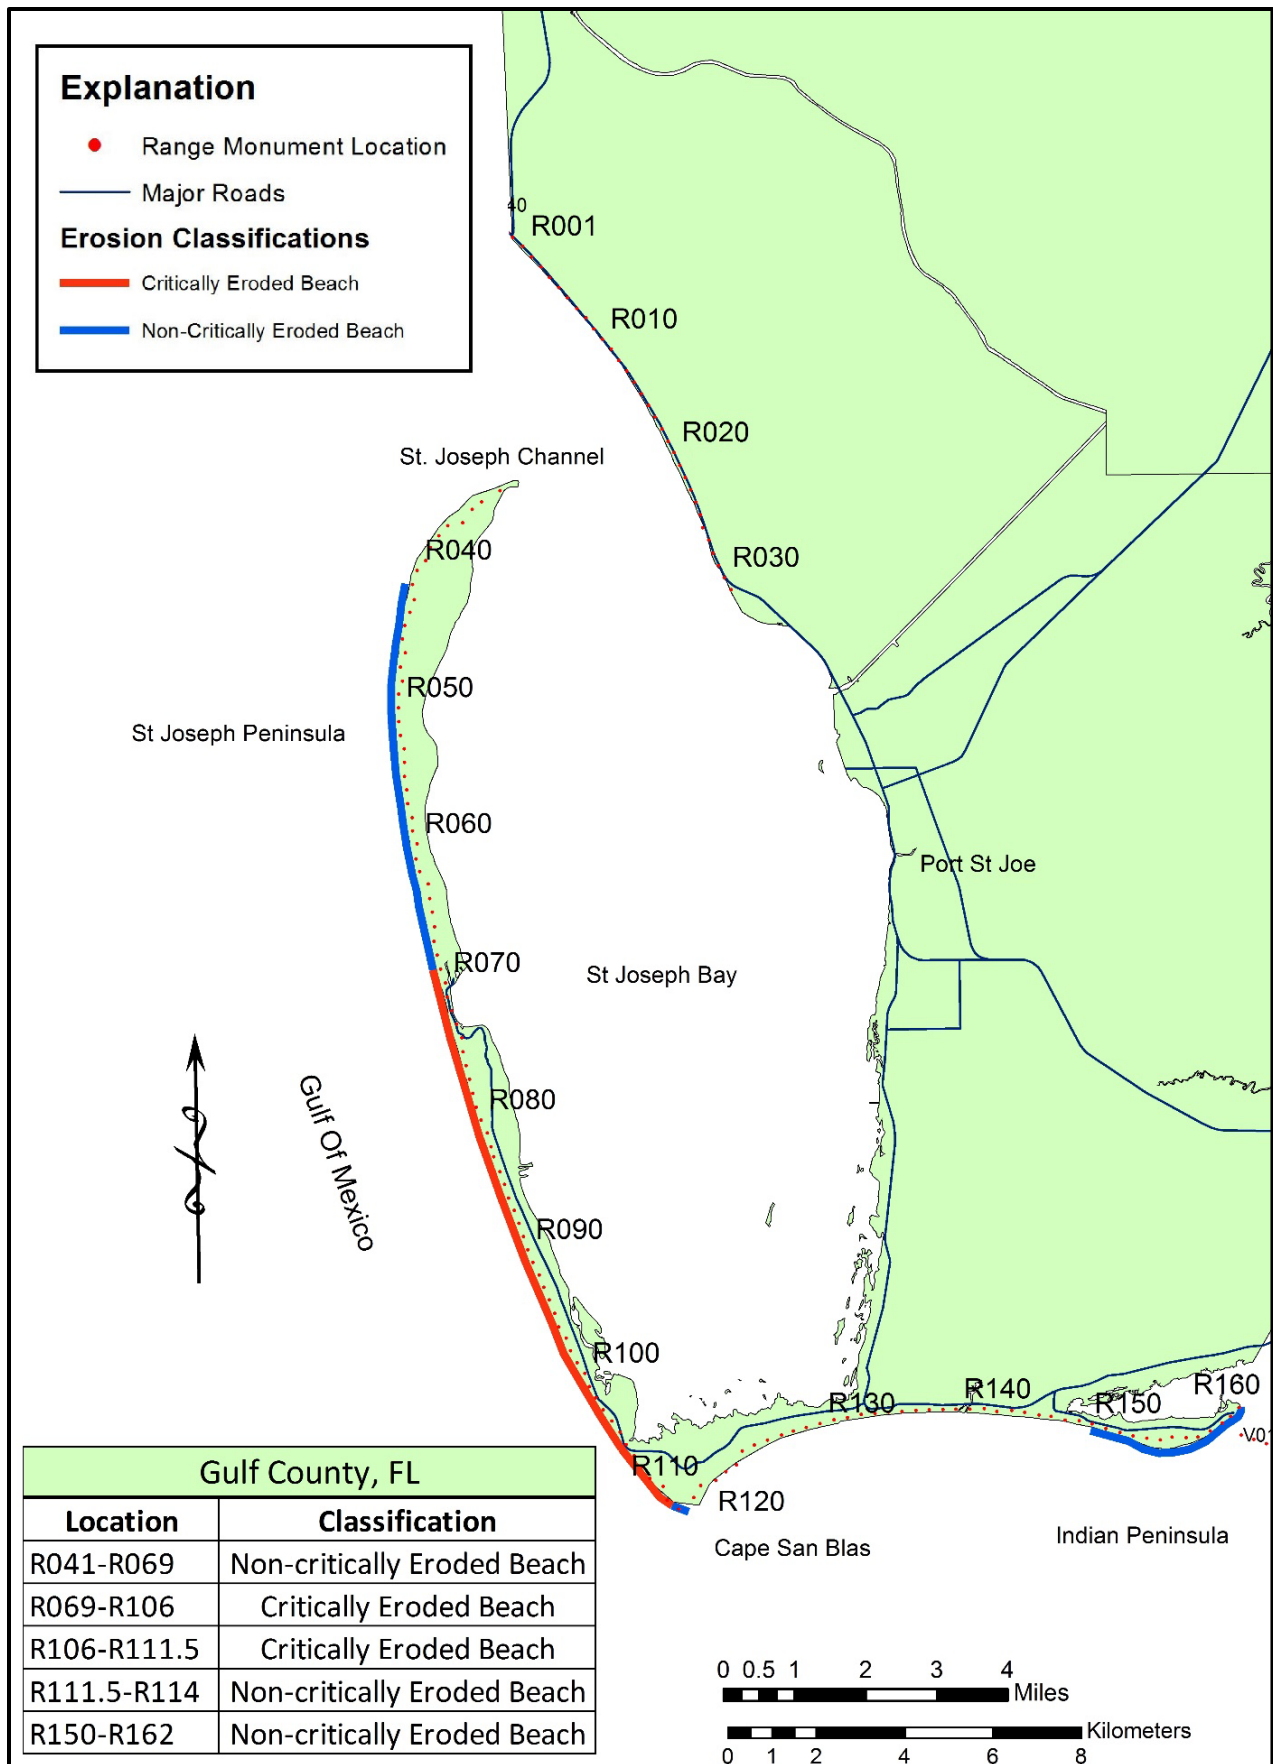 Explanation
Range Monument Location
Major Roads
Erosion Classifications
Critically Eroded Beach
Non-Critically Eroded Beach
R001
R010
R020
St. Joseph Channel
R040
R030
R050
St Joseph Peninsula
R060
Port St Joe
R070
St Joseph Bay
R080
Gulf Of Mexico
R090
R100
R130
R140
R150
R160
R110
R120
Cape San Blas
Indian Peninsula
Gulf County, FL
Location Classification
R041-R069 Non-critically Eroded Beach
R069-R106 Critically Eroded Beach
R106-R111.5 Critically Eroded Beach
R111.5-R114 Non-critically Eroded Beach
R150-R162 Non-critically Eroded Beach
0 0.5 1 2 3 4
Miles
Kilometers
0 1 2 4 6 8